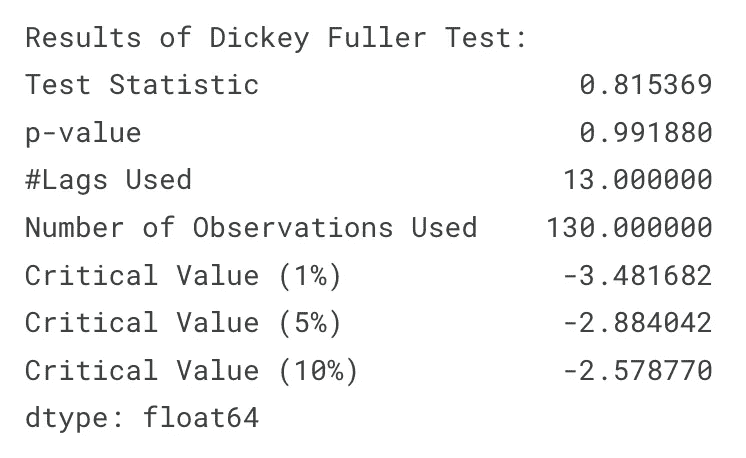 Results of Dickey Fuller Test:
Test Statistic 0.815369
p-value 0.991880
#Lags Used 13.000000
Number of Observations Used 130.000000
Critical Value (1%) -3.481682
Critical Value (5%) -2.884042
Critical Value (10%) -2.578770
dtype: float64